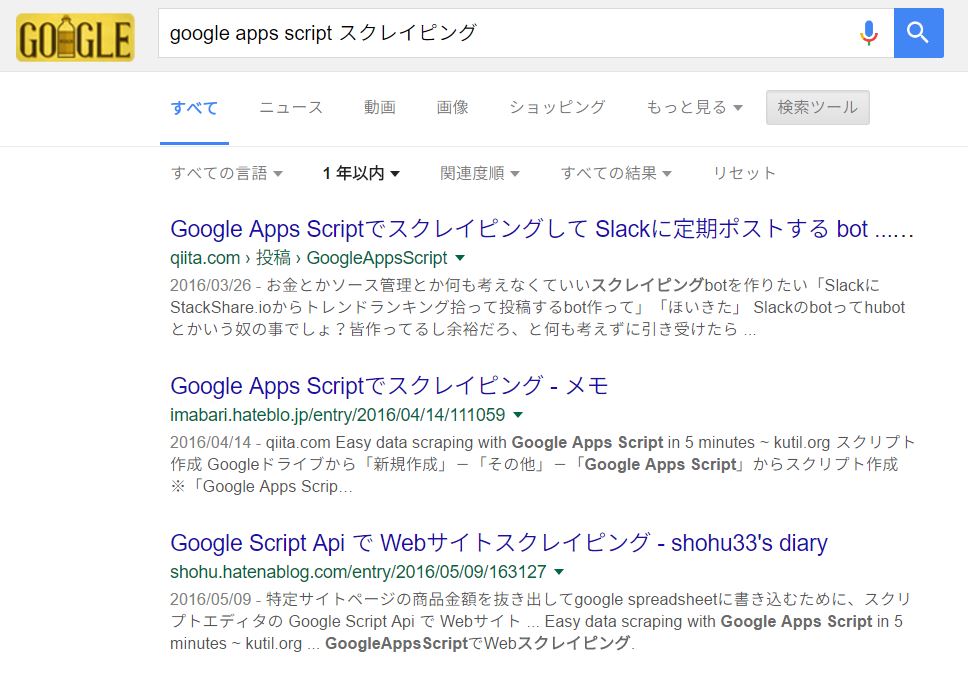 GOOGLE
google apps script スクレイピング
すべて ニュース 動画 画像 ショッピング もっと見る 検索ツール
すべての言語 1 年以内 関連度順 すべての結果 リセット
Google Apps Scriptでスクレイピングして Slackに定期ポストする bot ...…
qiita.com › 投稿 › GoogleAppsScript
2016/03/26 - お金とかソース管理とか何も考えなくていいスクレイピングbotを作りたい「Slackに
StackShare.ioからトレンドランキング拾って投稿するbot作って」「ほいきた」 Slackのbotってhubot
とかいう奴の事でしょ？皆作ってるし余裕だろ、と何も考えずに引き受けたら ...
Google Apps Scriptでスクレイピング - メモ
imabari.hateblo.jp/entry/2016/04/14/111059
2016/04/14 - qiita.com Easy data scraping with Google Apps Script in 5 minutes ~ kutil.org スクリプト
作成 Googleドライブから「新規作成」－「その他」－「Google Apps Script」からスクリプト作成
※「Google Apps Scrip…
Google Script Api で Webサイトスクレイピング - shohu33's diary
shohu.hatenablog.com/entry/2016/05/09/163127
2016/05/09 - 特定サイトページの商品金額を抜き出してgoogle spreadsheetに書き込むために、スクリ
プトエディタの Google Script Api で Webサイト ... Easy data scraping with Google Apps Script in 5
minutes ~ kutil.org ... GoogleAppsScriptでWebスクレイピング.